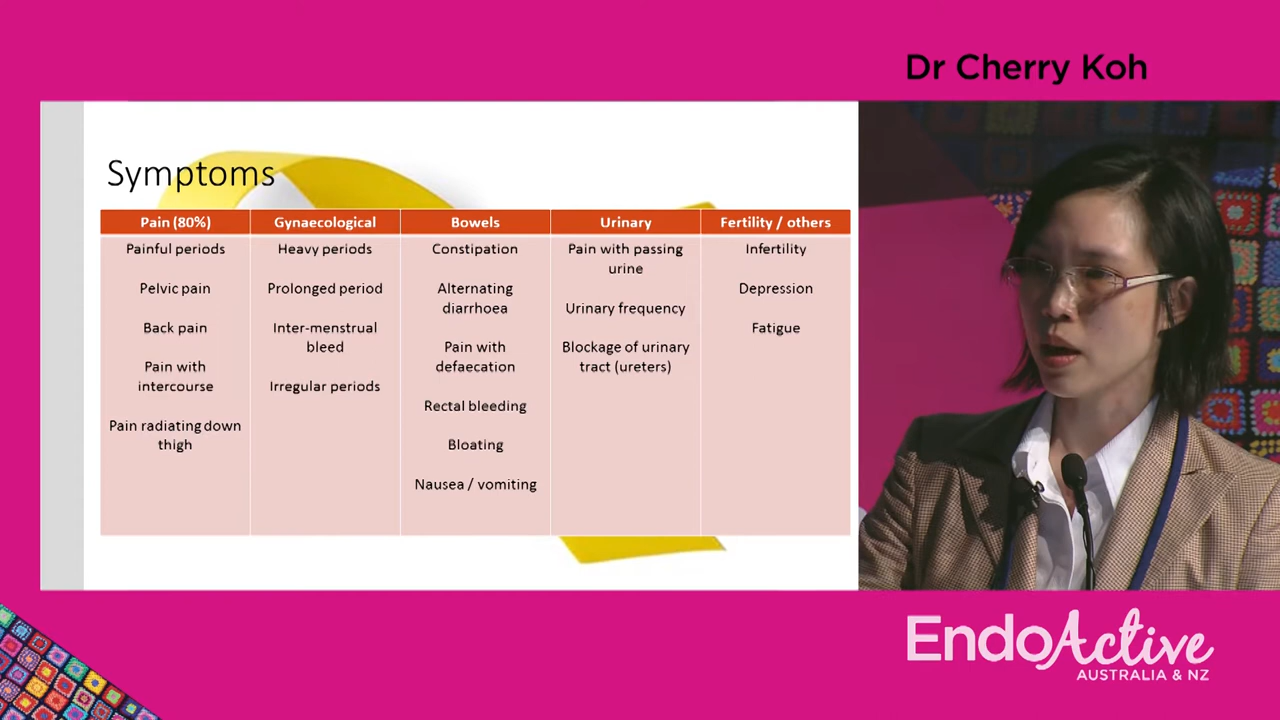 Dr Cherry Koh
Symptoms
Pain (80%)
Painful periods
Pelvic pain
Back pain
Pain with
intercourse
Pain radiating down
thigh
Gynaecological
Heavy periods
Prolonged period
Inter-menstrual
bleed
Irregular periods
Bowels
Constipation
Alternating
diarrhoea
Pain with
defaecation
Rectal bleeding
Bloating
Nausea / vomiting
Urinary
Pain with passing
urine
Urinary frequency
Blockage of urinary
tract (ureters)
Fertility / others
Infertility
Depression
Fatigue
EndoActive
AUSTRALIA & NZ